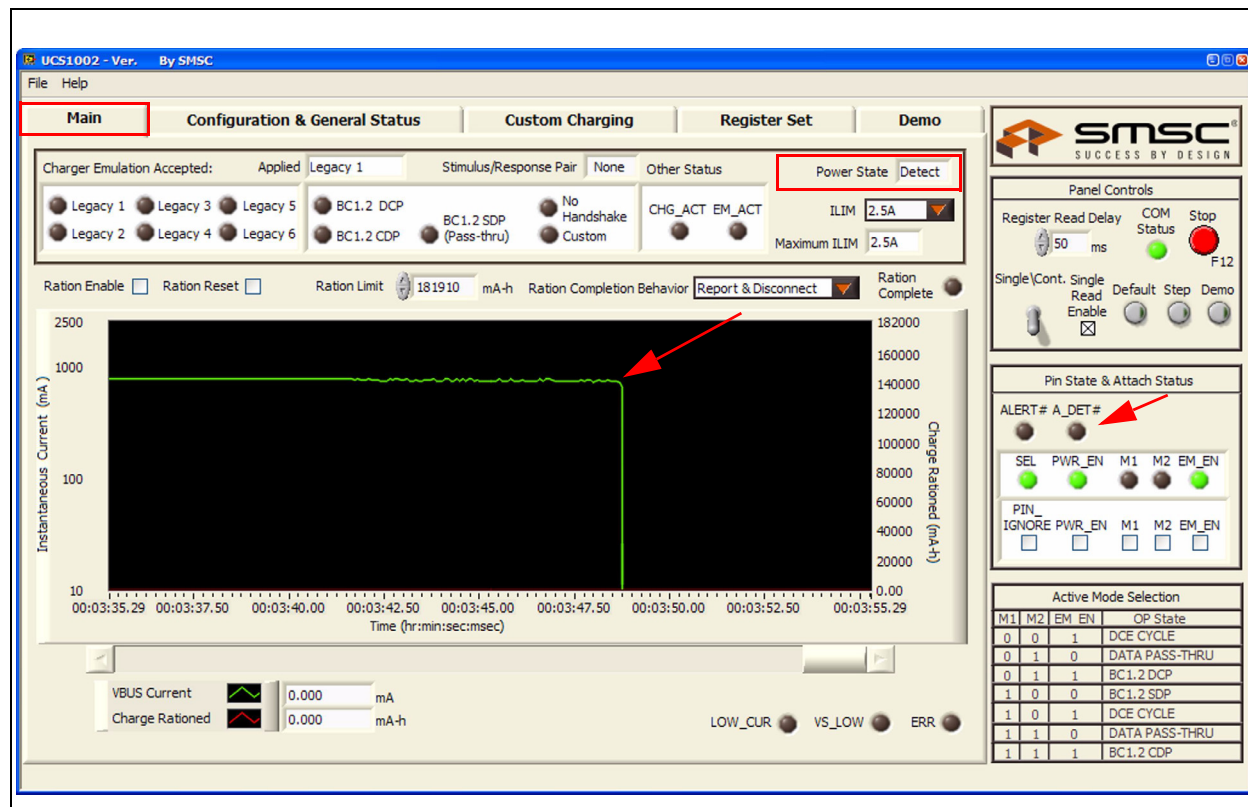 UCS1002 - Ver. By SMSC
File Help
Main Configuration & General Status Custom Charging Register Set Demo
Charger Emulation Accepted: Applied Legacy 1 Stimulus/Response Pair None Other Status Power State Detect
Legacy 1 Legacy 3 Legacy 5 BC1.2 DCP No Handshake CHG_ACT EM_ACT ILIM 2.5A
Legacy 2 Legacy 4 Legacy 6 BC1.2 CDP BC1.2 SDP (Pass-thru) Custom Maximum ILIM 2.5A
Ration Enable Ration Reset Ration Limit 181910 mA-h Ration Completion Behavior Report & Disconnect Ration Complete
Instantaneous Current (mA)
2500
1000
100
10
182000
160000
140000
120000
100000
80000
60000
40000
20000
0.00
Charge Rationed (mA-h)
00:03:35.29 00:03:37.50 00:03:40.00 00:03:42.50 00:03:45.00 00:03:47.50 00:03:50.00 00:03:52.50 00:03:55.29
Time (hr:min:sec:msec)
VBUS Current 0.000 mA
Charge Rationed 0.000 mA-h
LOW_CUR VS_LOW ERR
smsc®
SUCCESS BY DESIGN
Panel Controls
Register Read Delay COM Status Stop
50 ms
F12
Single\Cont. Single Read Enable Default Step Demo
Pin State & Attach Status
ALERT# A_DET#
SEL PWR_EN M1 M2 EM_EN
PIN_IGNORE PWR_EN M1 M2 EM_EN
Active Mode Selection
M1 M2 EM EN OP State
0 0 1 DCE CYCLE
0 1 0 DATA PASS-THRU
0 1 1 BC1.2 DCP
1 0 0 BC1.2 SDP
1 0 1 DCE CYCLE
1 1 0 DATA PASS-THRU
1 1 1 BC1.2 CDP